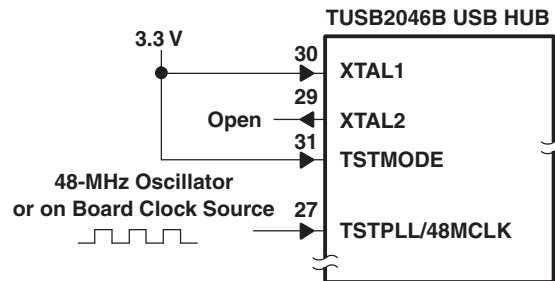 TUSB2046B USB HUB
3.3 V
30
XTAL1
29
Open
XTAL2
31
TSTMODE
48-MHz Oscillator
or on Board Clock Source
27
TSTPLL/48MCLK